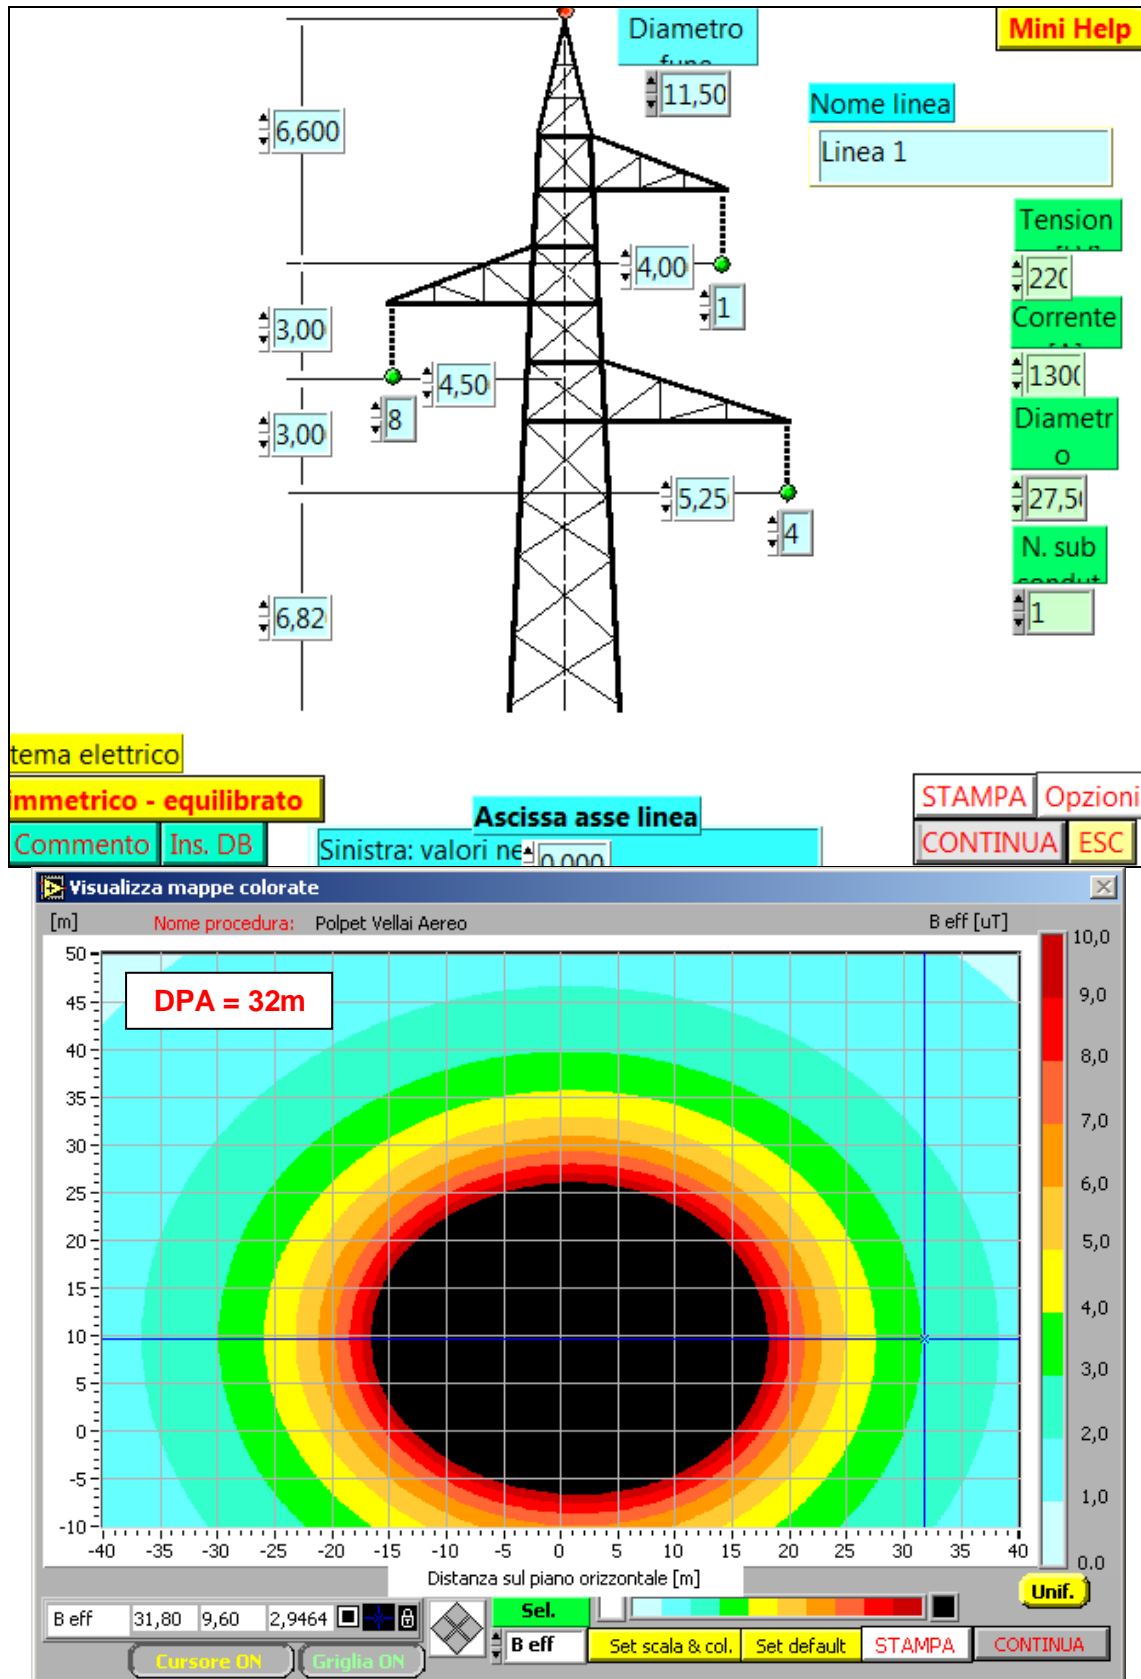 Diametro
11,50
Mini Help
6,600
Nome linea
Linea 1
Tension
4,00
220
1
Corrente
3,00
4,50
1300
8
3,00
Diametr
o
5,25
27,50
4
N. sub
6,82
1
tema elettrico
immetrico - equilibrato
Commento
Ins. DB
Ascissa asse linea
Sinistra: valori ne
0,000
STAMPA
Opzioni
CONTINUA
ESC
Visualizza mappe colorate
[m]
Nome procedura:
Polpet Vellai Aereo
B eff [uT]
DPA = 32m
50
45
40
35
30
25
20
15
10
5
0
-5
-10
-40 -35 -30 -25 -20 -15 -10 -5 0 5 10 15 20 25 30 35 40
Distanza sul piano orizzontale [m]
10,0
9,0
8,0
7,0
6,0
5,0
4,0
3,0
2,0
1,0
0.0
Unif.
B eff 31,80 9,60 2,9464
Sel.
B eff
Set scala & col.
Set default
STAMPA
CONTINUA
Cursore ON
Griglia ON